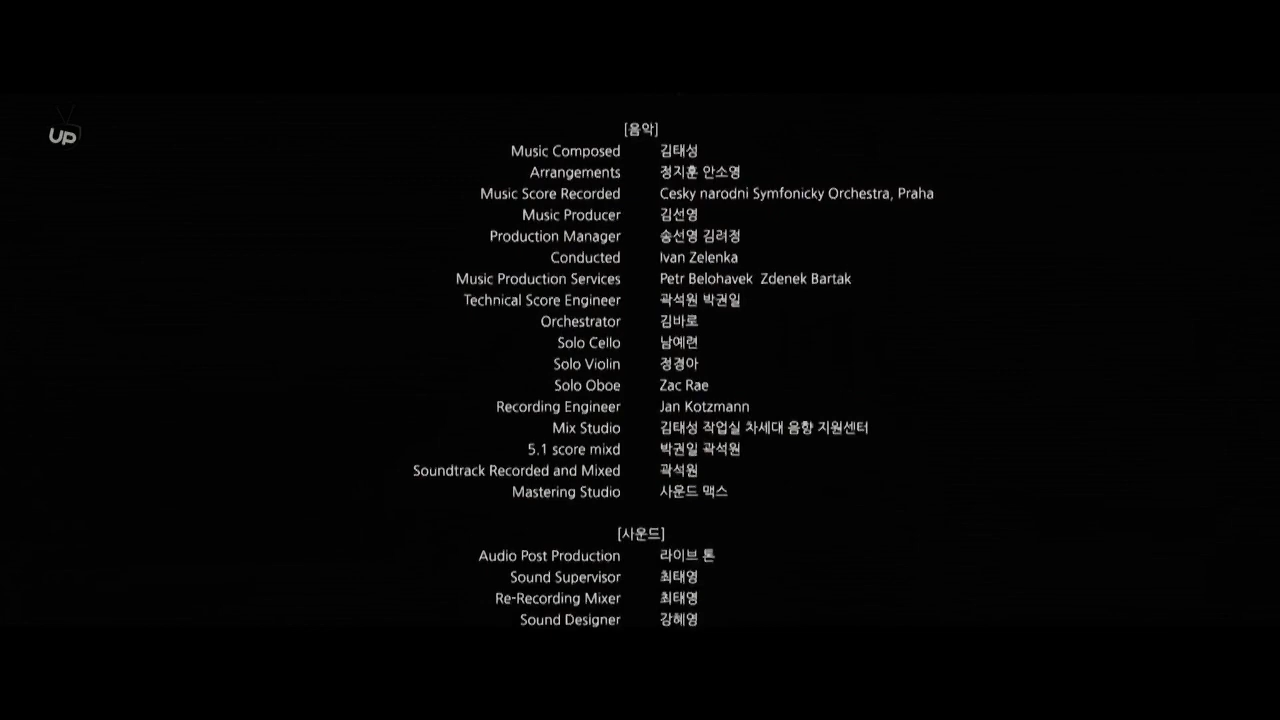 UP
[음악]
Music Composed 김태성
Arrangements 정지훈 안소영
Music Score Recorded Cesky narodni Symfonicky Orchestra, Praha
Music Producer 김선영
Production Manager 송선영 김려정
Conducted Ivan Zelenka
Music Production Services Petr Belohavek Zdenek Bartak
Technical Score Engineer 곽석원 박권일
Orchestrator 김바로
Solo Cello 남예련
Solo Violin 정경아
Solo Oboe Zac Rae
Recording Engineer Jan Kotzmann
Mix Studio 김태성 작업실 차세대 음향 지원센터
5.1 score mixd 박권일 곽석원
Soundtrack Recorded and Mixed 곽석원
Mastering Studio 사운드 맥스
[사운드]
Audio Post Production 라이브 톤
Sound Supervisor 최태영
Re-Recording Mixer 최태영
Sound Designer 강혜영